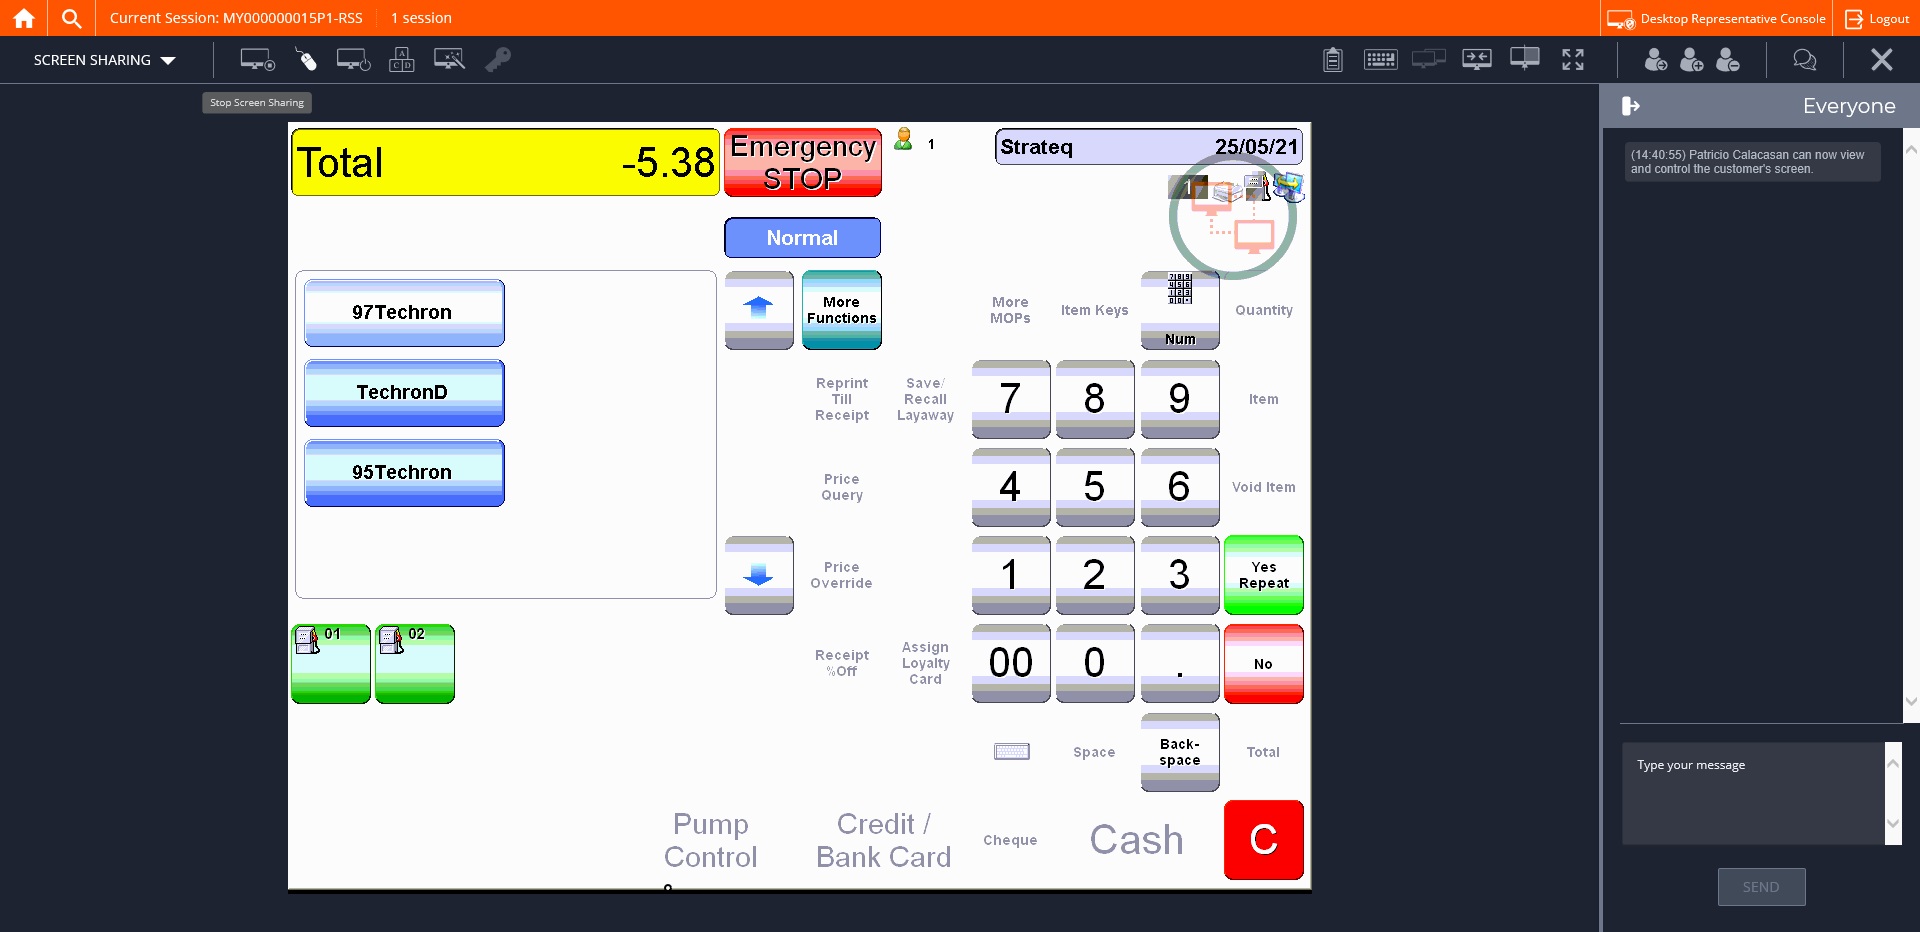 Current Session: MY000000015P1-RSS
1 session
Desktop Representative Console
Logout
SCREEN SHARING
Stop Screen Sharing
Everyone
(14:40:55) Patricio Calacasan can now view
and control the customer's screen.
Total -5.38
Emergency
STOP
1
Strateq 25/05/21
1
Normal
97Techron
TechronD
95Techron
More
Functions
More
MOPs
Item Keys
Num
Quantity
Reprint
Till
Receipt
Save/
Recall
Layaway
7
8
9
Item
Price
Query
4
5
6
Void Item
Price
Override
1
2
3
Yes
Repeat
01
02
Receipt
%Off
Assign
Loyalty
Card
00
0
.
No
Space
Back-
space
Total
Pump
Control
Credit /
Bank Card
Cheque
Cash
C
Type your message
SEND